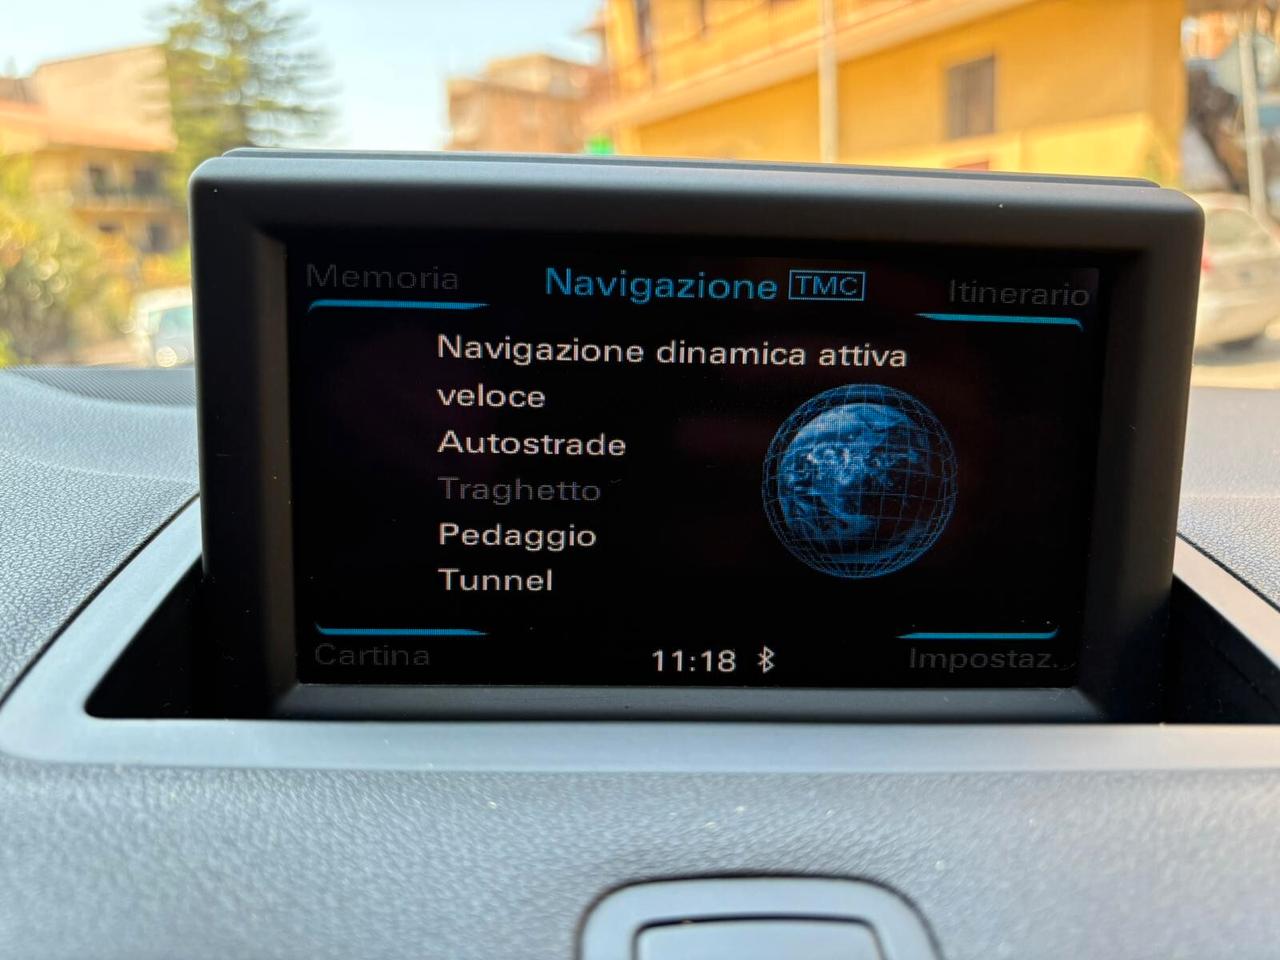 Memoria
Navigazione TMC
Itinerario
Navigazione dinamica attiva
veloce
Autostrade
Traghetto
Pedaggio
Tunnel
Cartina
11:18
Impostaz.